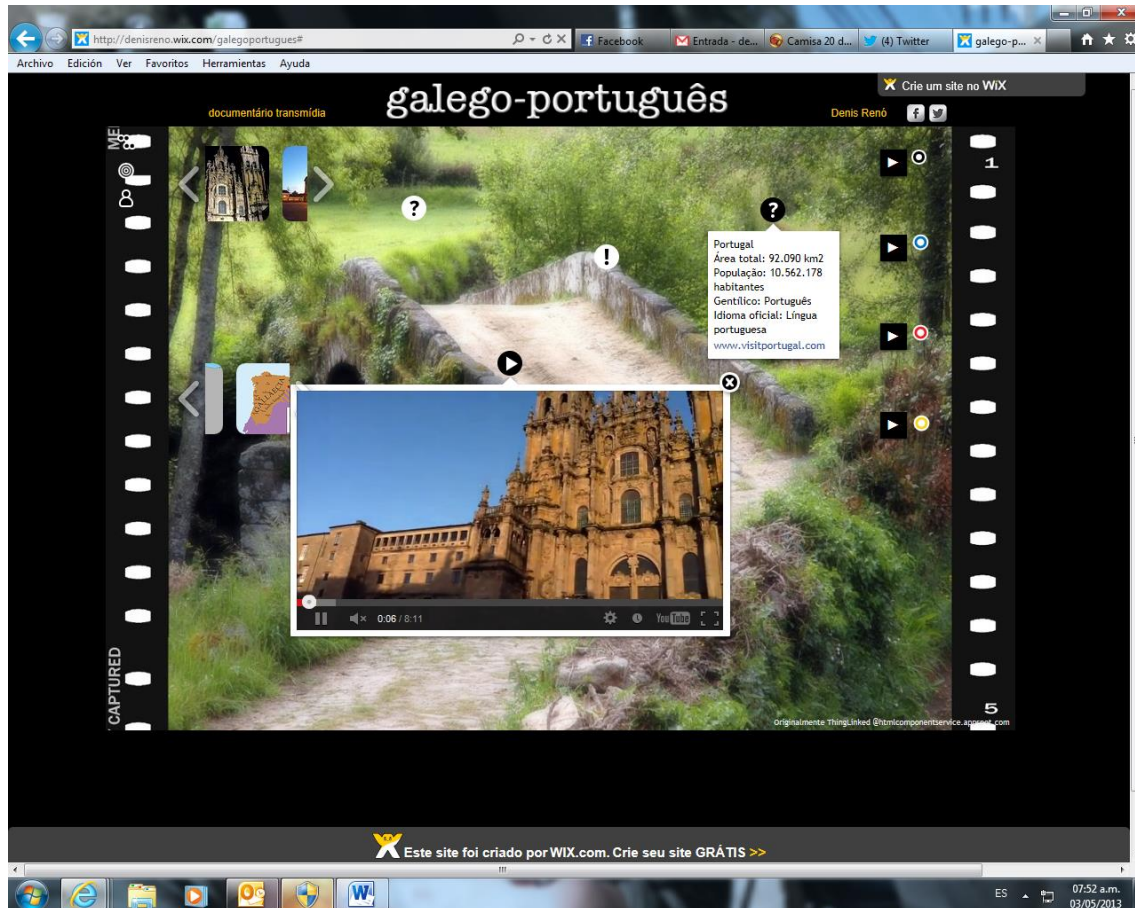 http://denisreno.wix.com/galegoportugues#
Facebook
Entrada - de...
Camisa 20 d...
(4) Twitter
galego-p...
Archivo Edición Ver Favoritos Herramientas Ayuda
Crie um site no WiX
documentário transmídia
galego-português
Denis Renó
1
?
?
!
Portugal
Área total: 92.090 km2
População: 10.562.178
habitantes
Gentílico: Português
Idioma oficial: Língua
portuguesa
www.visitportugal.com
0:06 / 8:11
YouTube
CAPTURED
5
Este site foi criado por WIX.com. Crie seu site GRÁTIS >>
ES
07:52 a.m.
03/05/2013